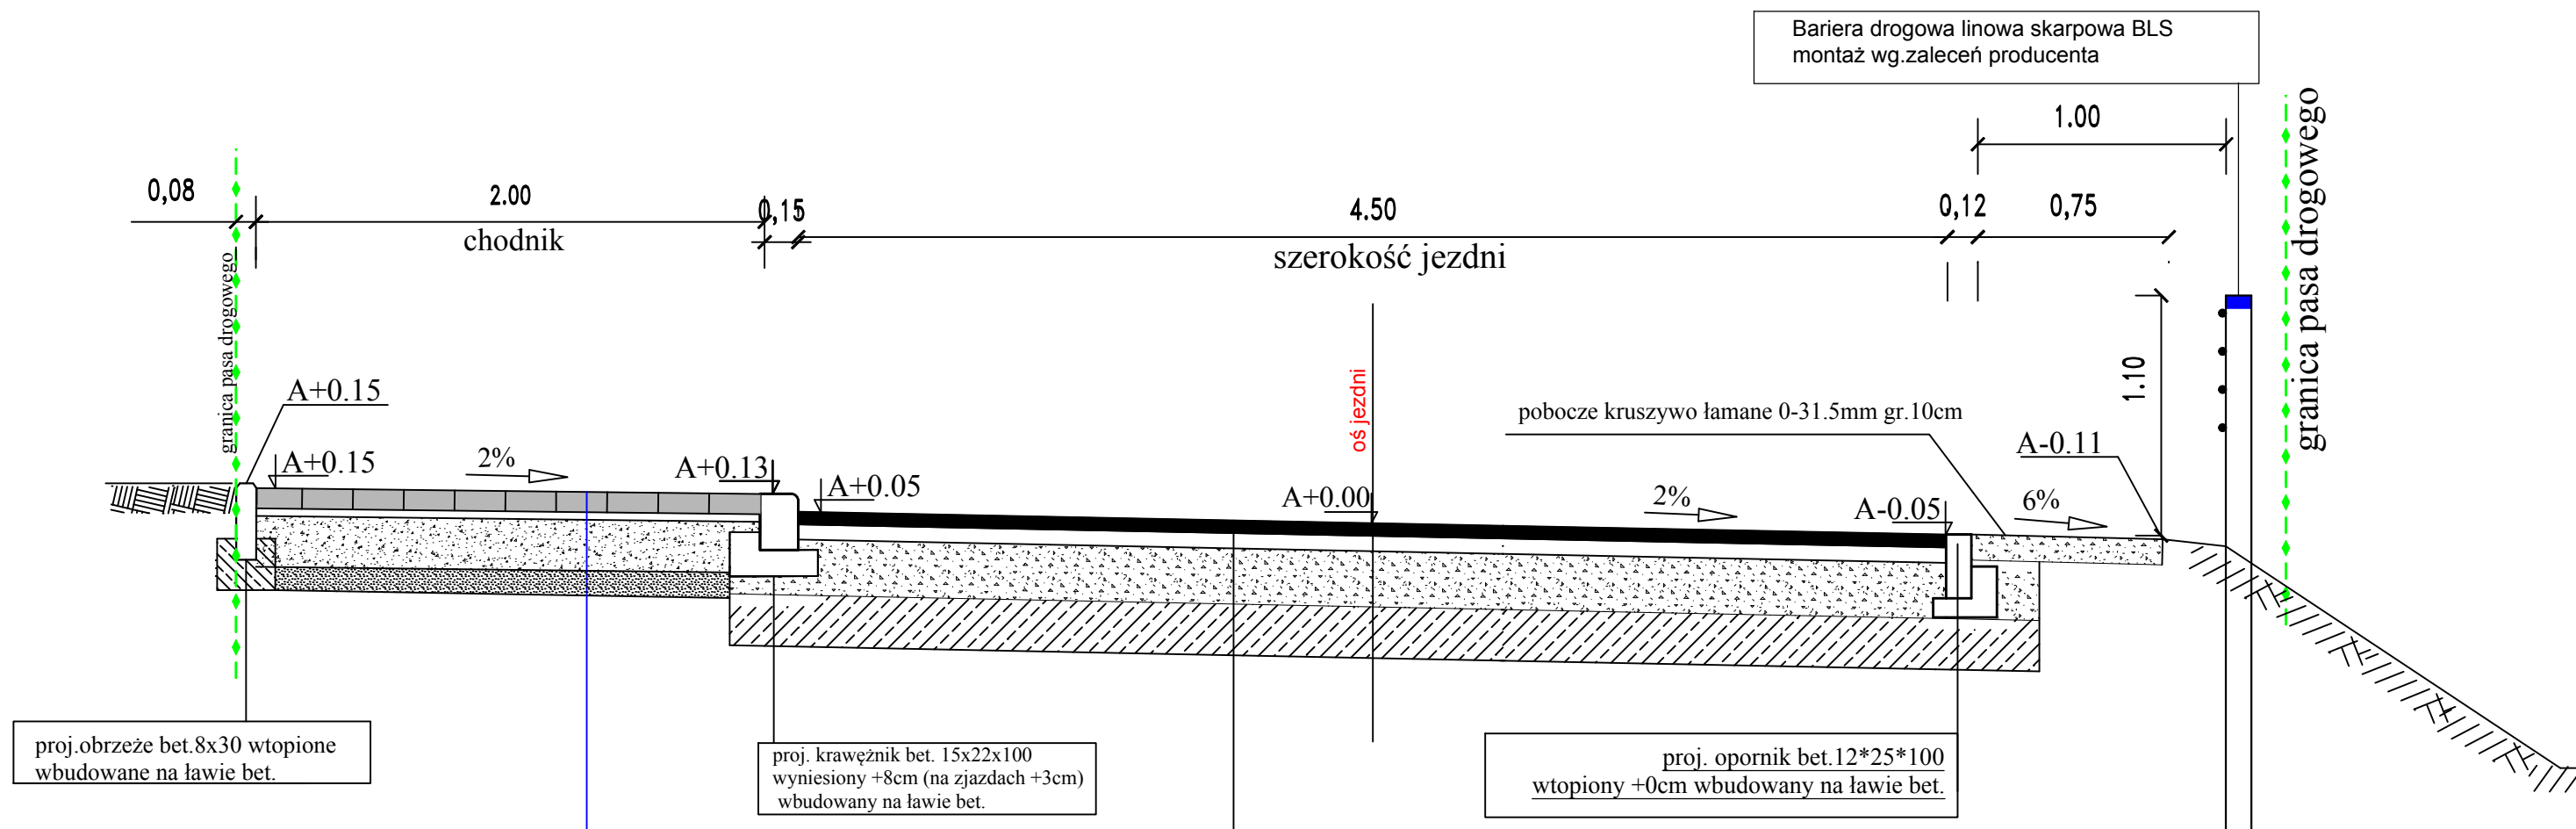 Bariera drogowa linowa skarpowa BLS
montaż wg.zaleceń producenta
1.00
0,08
2.00
0,15
4.50
0,12
0,75
chodnik
szerokość jezdni
granica pasa drogowego
granica pasa drogowego
oś jezdni
1.10
A+0.15
pobocze kruszywo łamane 0-31.5mm gr.10cm
A-0.11
A+0.15
2%
A+0.13
A+0.05
A+0.00
2%
A-0.05
6%
proj.obrzeże bet.8x30 wtopione
wbudowane na ławie bet.
proj. krawężnik bet. 15x22x100
wyniesiony +8cm (na zjazdach +3cm)
wbudowany na ławie bet.
proj. opornik bet.12*25*100
wtopiony +0cm wbudowany na ławie bet.